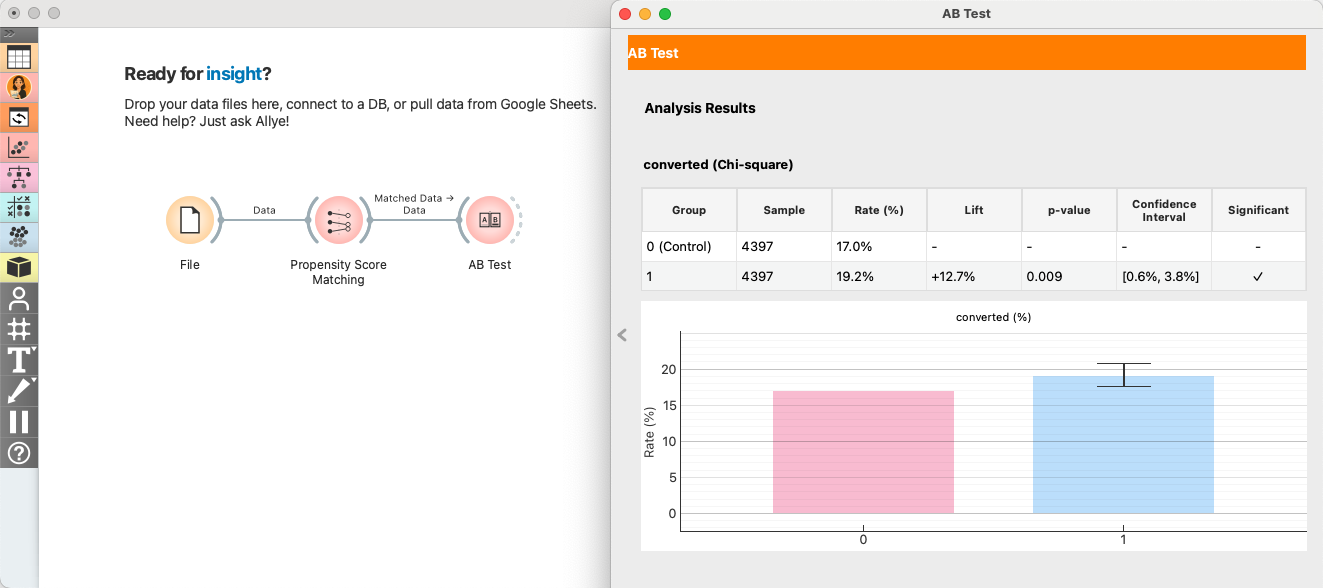 Ready for insight?
Drop your data files here, connect to a DB, or pull data from Google Sheets.
Need help? Just ask Allye!
Data
Matched Data →
Data
A B
File
Propensity Score
Matching
AB Test
AB Test
AB Test
Analysis Results
converted (Chi-square)
Group Sample Rate (%) Lift p-value Confidence Interval Significant
0 (Control) 4397 17.0% - - - -
1 4397 19.2% +12.7% 0.009 [0.6%, 3.8%] ✓
converted (%)
Rate (%)
20
15
10
5
0
0 1